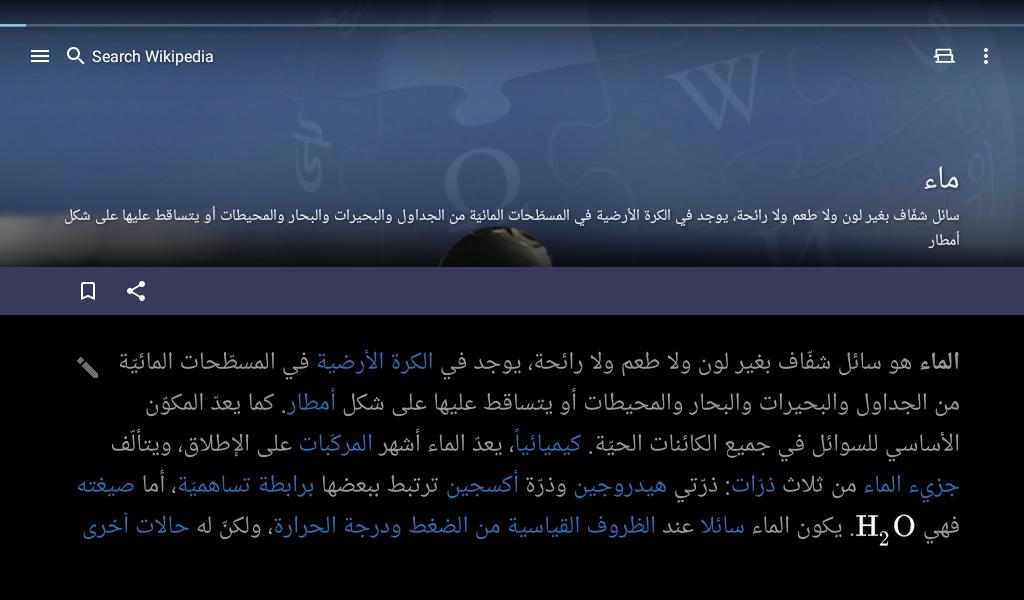 Search Wikipedia
ماء
سائل شفّاف بغير لون ولا طعم ولا رائحة، يوجد في الكرة الأرضية في المسطّحات المائيّة من الجداول والبحيرات والبحار والمحيطات أو يتساقط عليها على شكل
أمطار
الماء هو سائل شفّاف بغير لون ولا طعم ولا رائحة، يوجد في الكرة الأرضية في المسطّحات المائيّة
من الجداول والبحيرات والبحار والمحيطات أو يتساقط عليها على شكل أمطار. كما يعدّ المكوّن
الأساسي للسوائل في جميع الكائنات الحيّة. كيميائياً، يعدّ الماء أشهر المركّبات على الإطلاق، ويتألّف
جزيء الماء من ثلاث ذرّات: ذرّتي هيدروجين وذرّة أكسجين ترتبط ببعضها برابطة تساهميّة، أما صيغته
فهي H₂O. يكون الماء سائلا عند الظروف القياسية من الضغط ودرجة الحرارة، ولكنّ له حالات أخرى